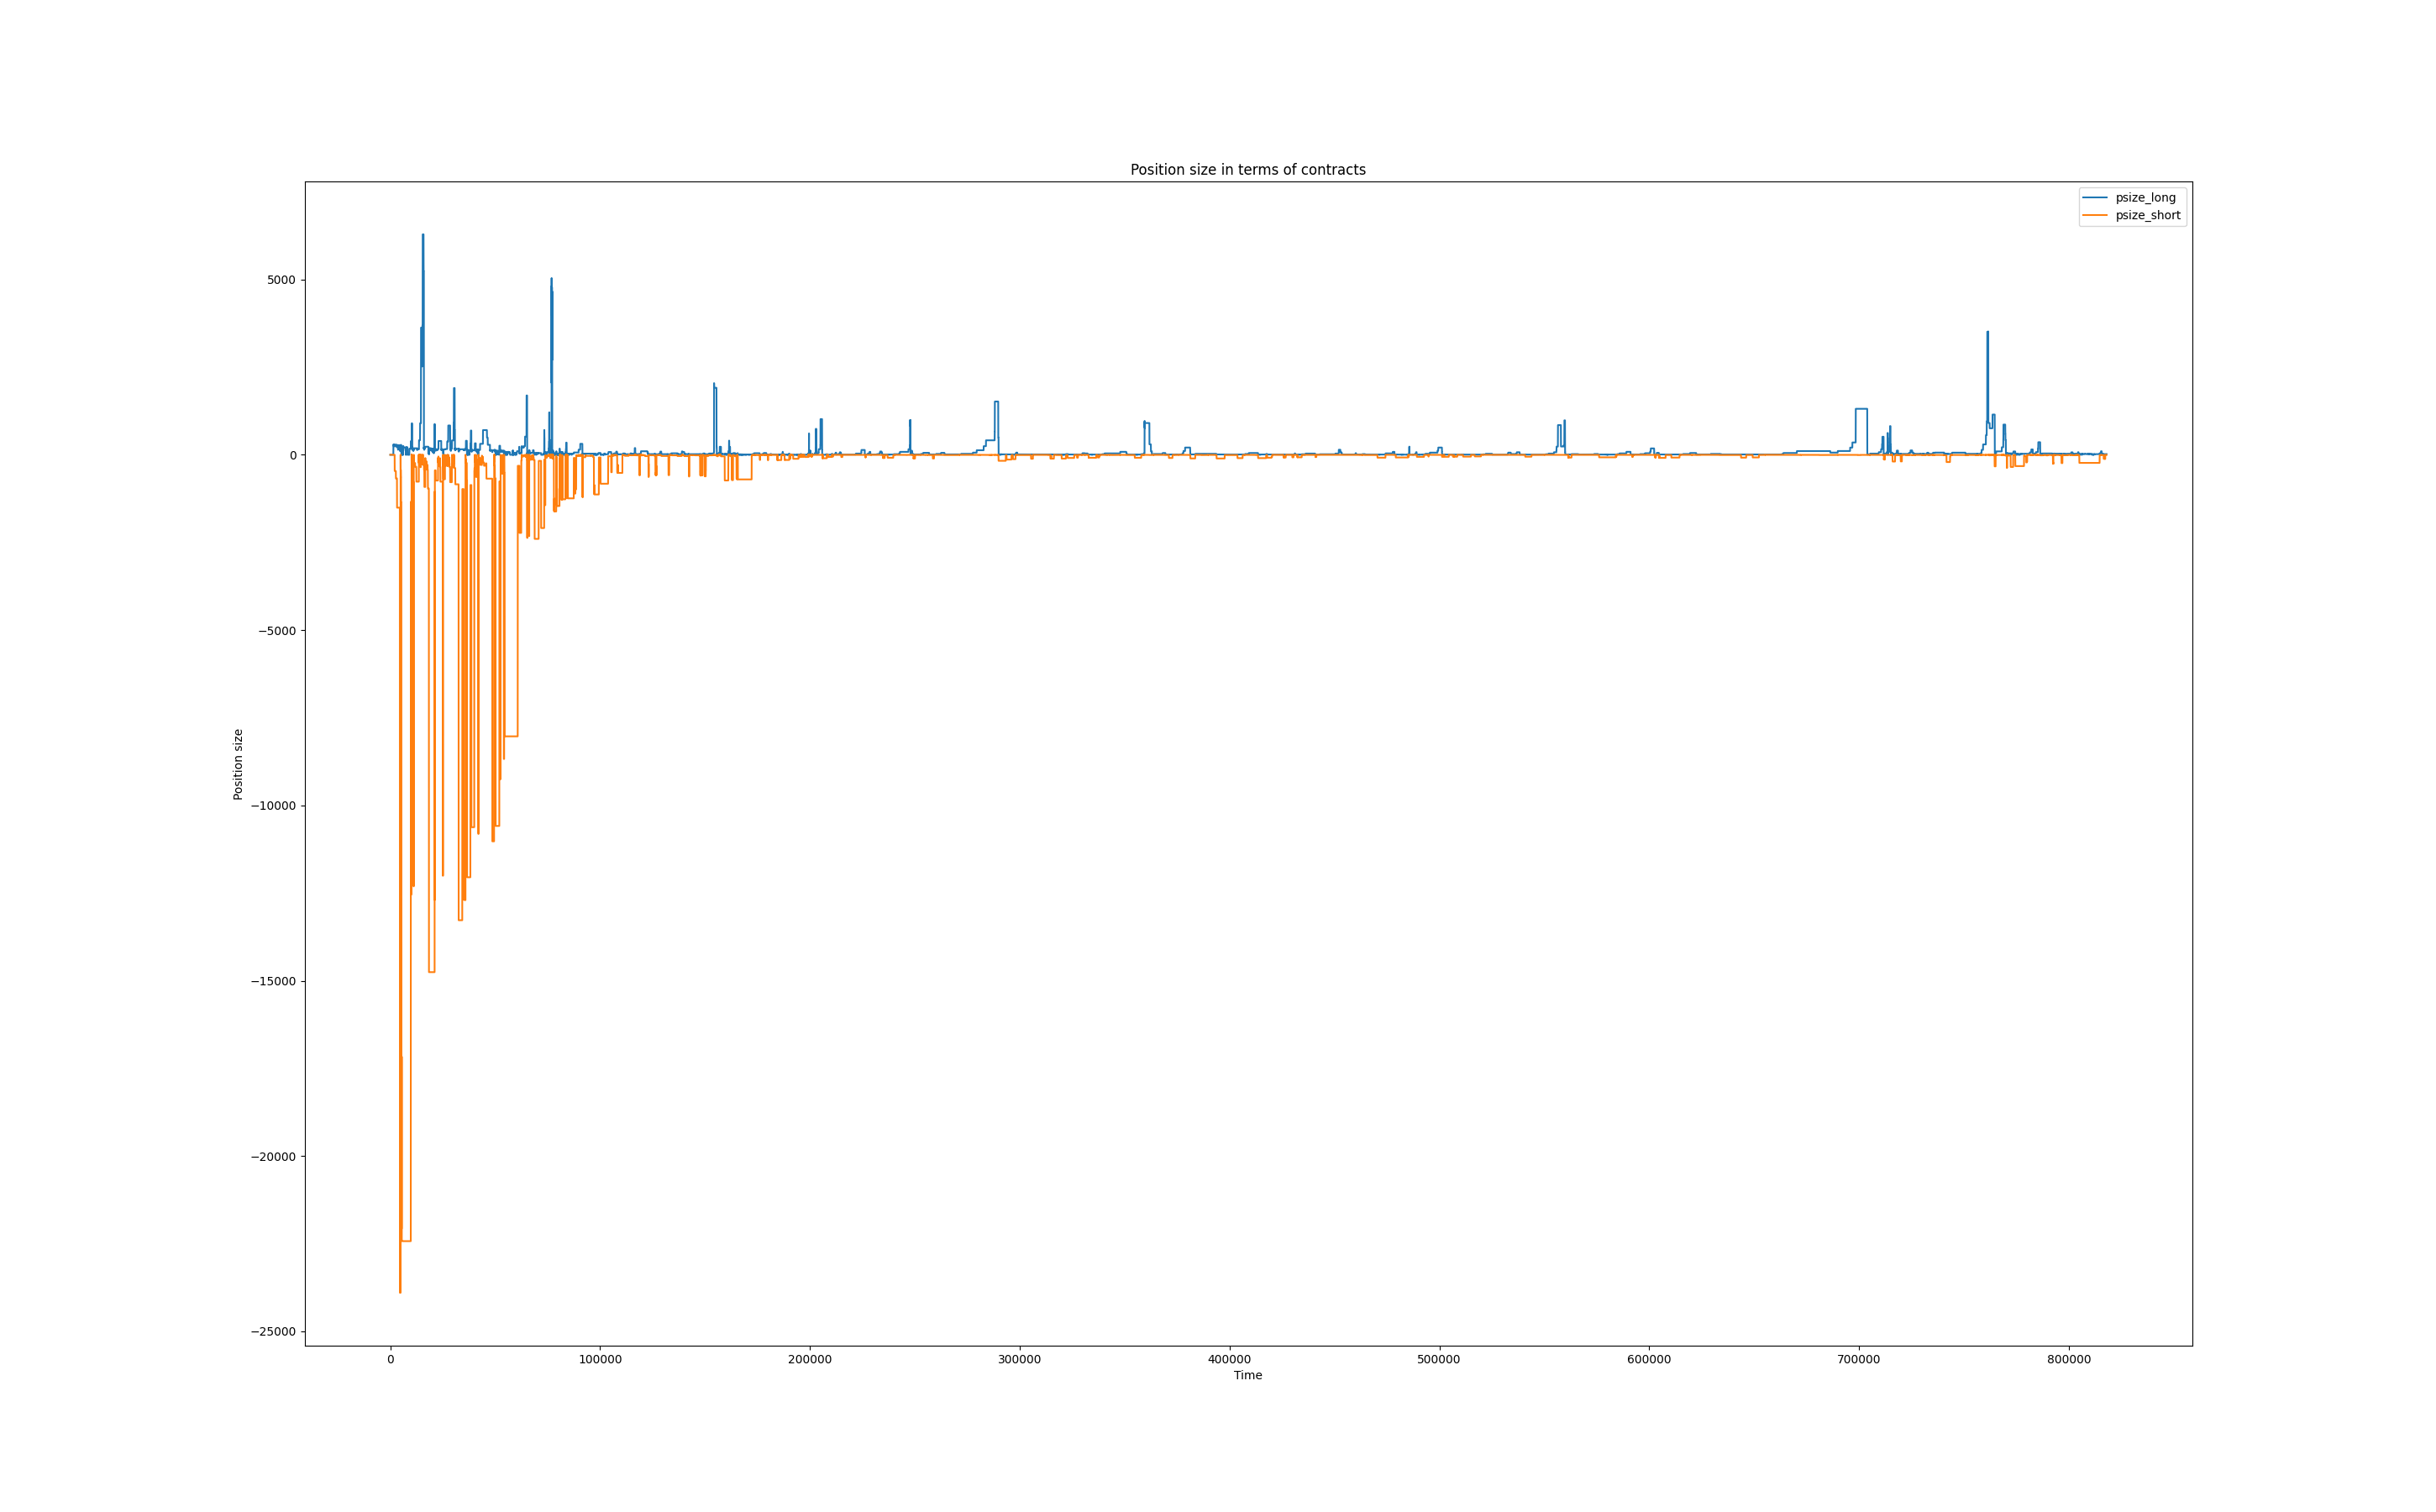 Position size in terms of contracts
psize_long
psize_short
5000
0
−5000
−10000
−15000
−20000
−25000
Position size
0 100000 200000 300000 400000 500000 600000 700000 800000
Time